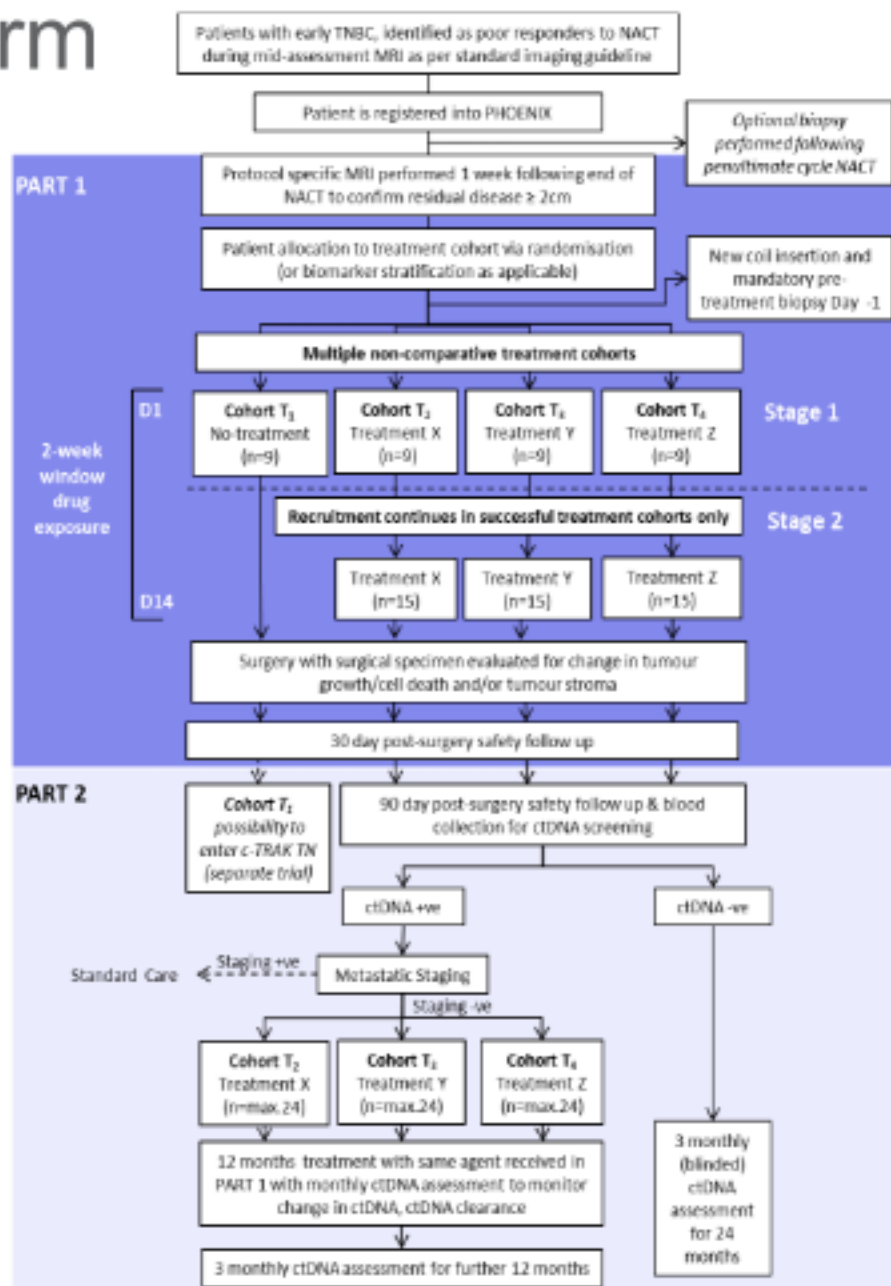 rm
Patients with early TNBC, identified as poor responders to NACT
during mid-assessment MRI as per standard imaging guideline
Patient is registered into PHOENIX
Optional biopsy
performed following
penultimate cycle NACT
PART 1
Protocol specific MRI performed 1 week following end of
NACT to confirm residual disease ≥ 2cm
Patient allocation to treatment cohort via randomisation
(or biomarker stratification as applicable)
New coil insertion and
mandatory pre-
treatment biopsy Day -1
Multiple non-comparative treatment cohorts
D1
2-week
window
drug
exposure
D14
Cohort T₁
No-treatment
(n=9)
Cohort T₂
Treatment X
(n=9)
Cohort T₃
Treatment Y
(n=9)
Cohort T₄
Treatment Z
(n=9)
Stage 1
Recruitment continues in successful treatment cohorts only
Stage 2
Treatment X
(n=15)
Treatment Y
(n=15)
Treatment Z
(n=15)
Surgery with surgical specimen evaluated for change in tumour
growth/cell death and/or tumour stroma
30 day post-surgery safety follow up
PART 2
Cohort T₁
possibility to
enter c-TRAK TN
(separate trial)
90 day post-surgery safety follow up & blood
collection for ctDNA screening
ctDNA +ve
ctDNA -ve
Standard Care
Staging +ve
Metastatic Staging
Staging -ve
Cohort T₂
Treatment X
(n=max.24)
Cohort T₃
Treatment Y
(n=max.24)
Cohort T₄
Treatment Z
(n=max.24)
12 months treatment with same agent received in
PART 1 with monthly ctDNA assessment to monitor
change in ctDNA, ctDNA clearance
3 monthly ctDNA assessment for further 12 months
3 monthly
(blinded)
ctDNA
assessment
for 24
months